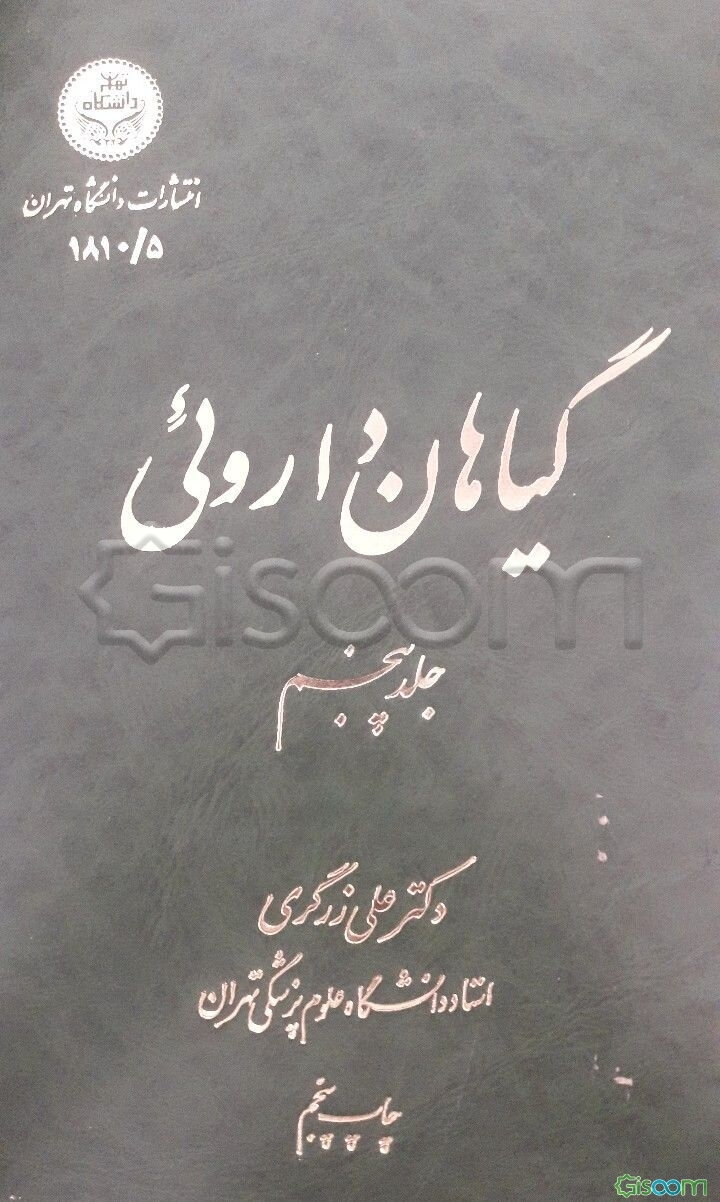 دانشگاه
تهران
انتشارات دانشگاه تهران
۱۸۱۰/۵
گیاهان داروئی
Gisoom
جلد پنجم
دکتر علی زرگری
استاد دانشگاه علوم پزشکی تهران
چاپ پنجم
Gisoom